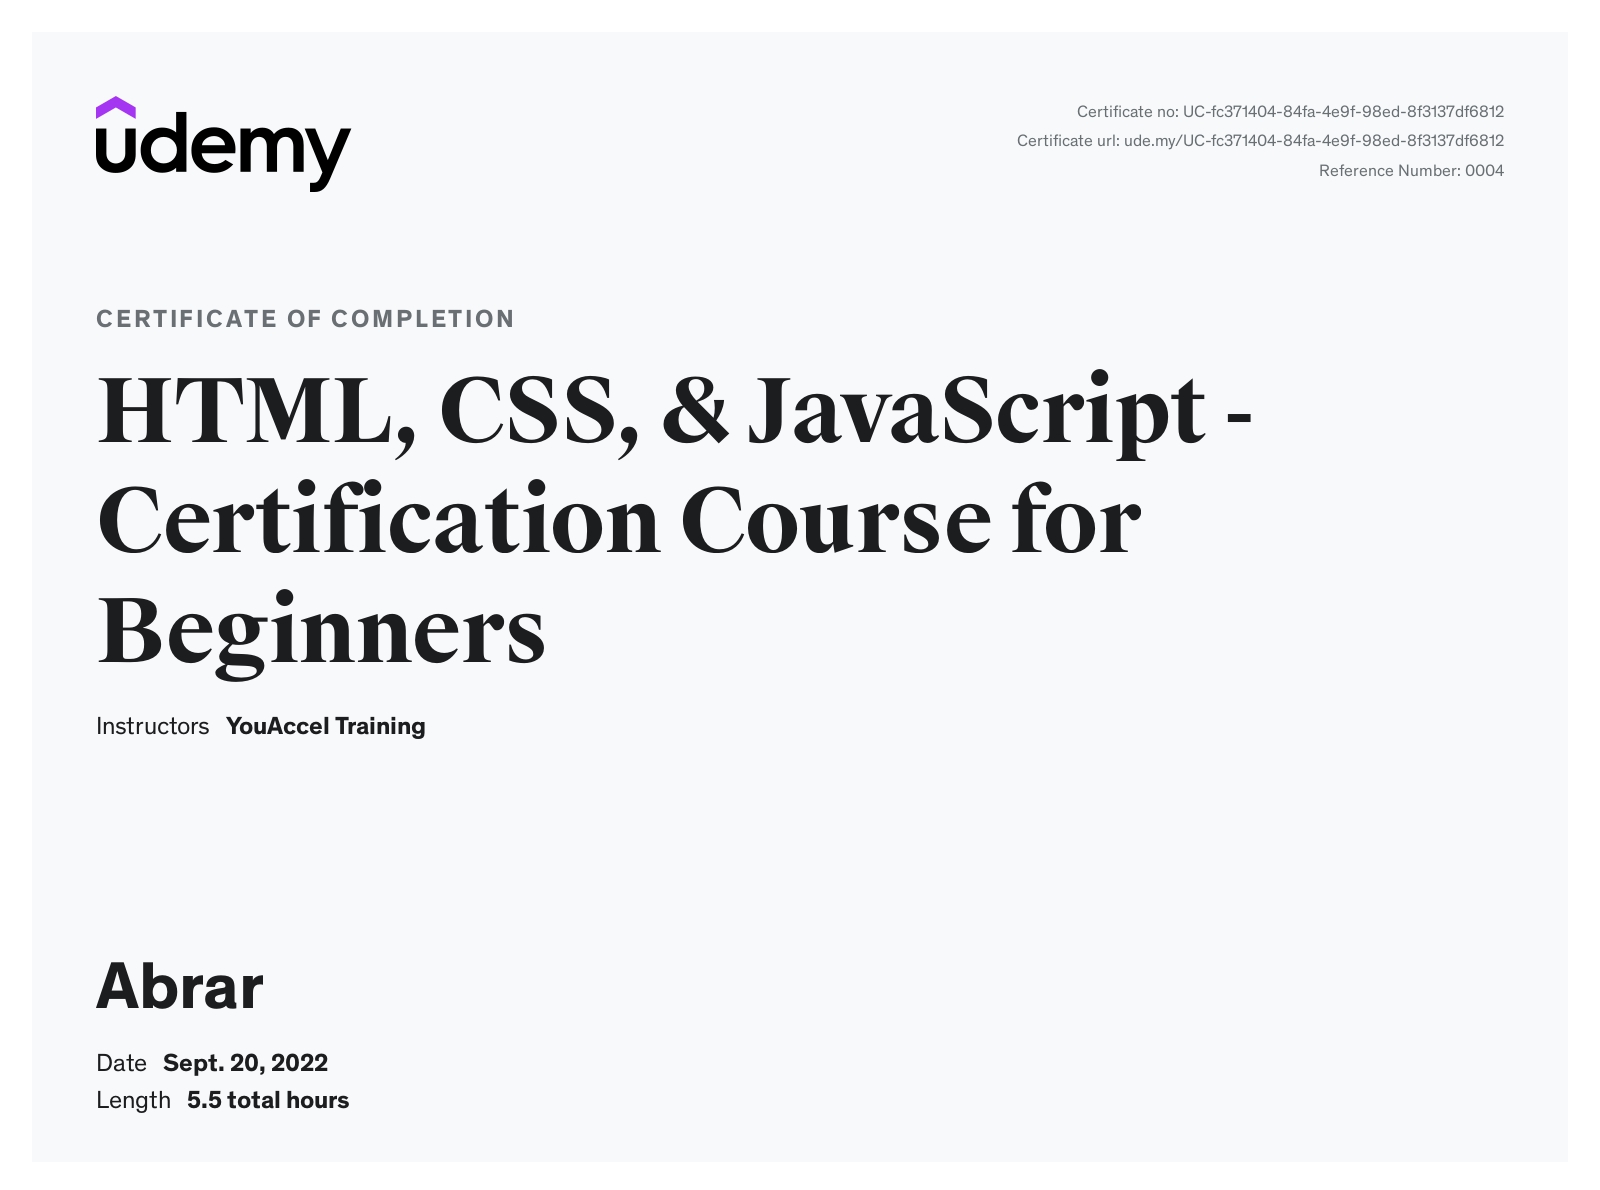 udemy
Certificate no: UC-fc371404-84fa-4e9f-98ed-8f3137df6812
Certificate url: ude.my/UC-fc371404-84fa-4e9f-98ed-8f3137df6812
Reference Number: 0004
CERTIFICATE OF COMPLETION
HTML, CSS, & JavaScript -
Certification Course for
Beginners
Instructors YouAccel Training
Abrar
Date Sept. 20, 2022
Length 5.5 total hours